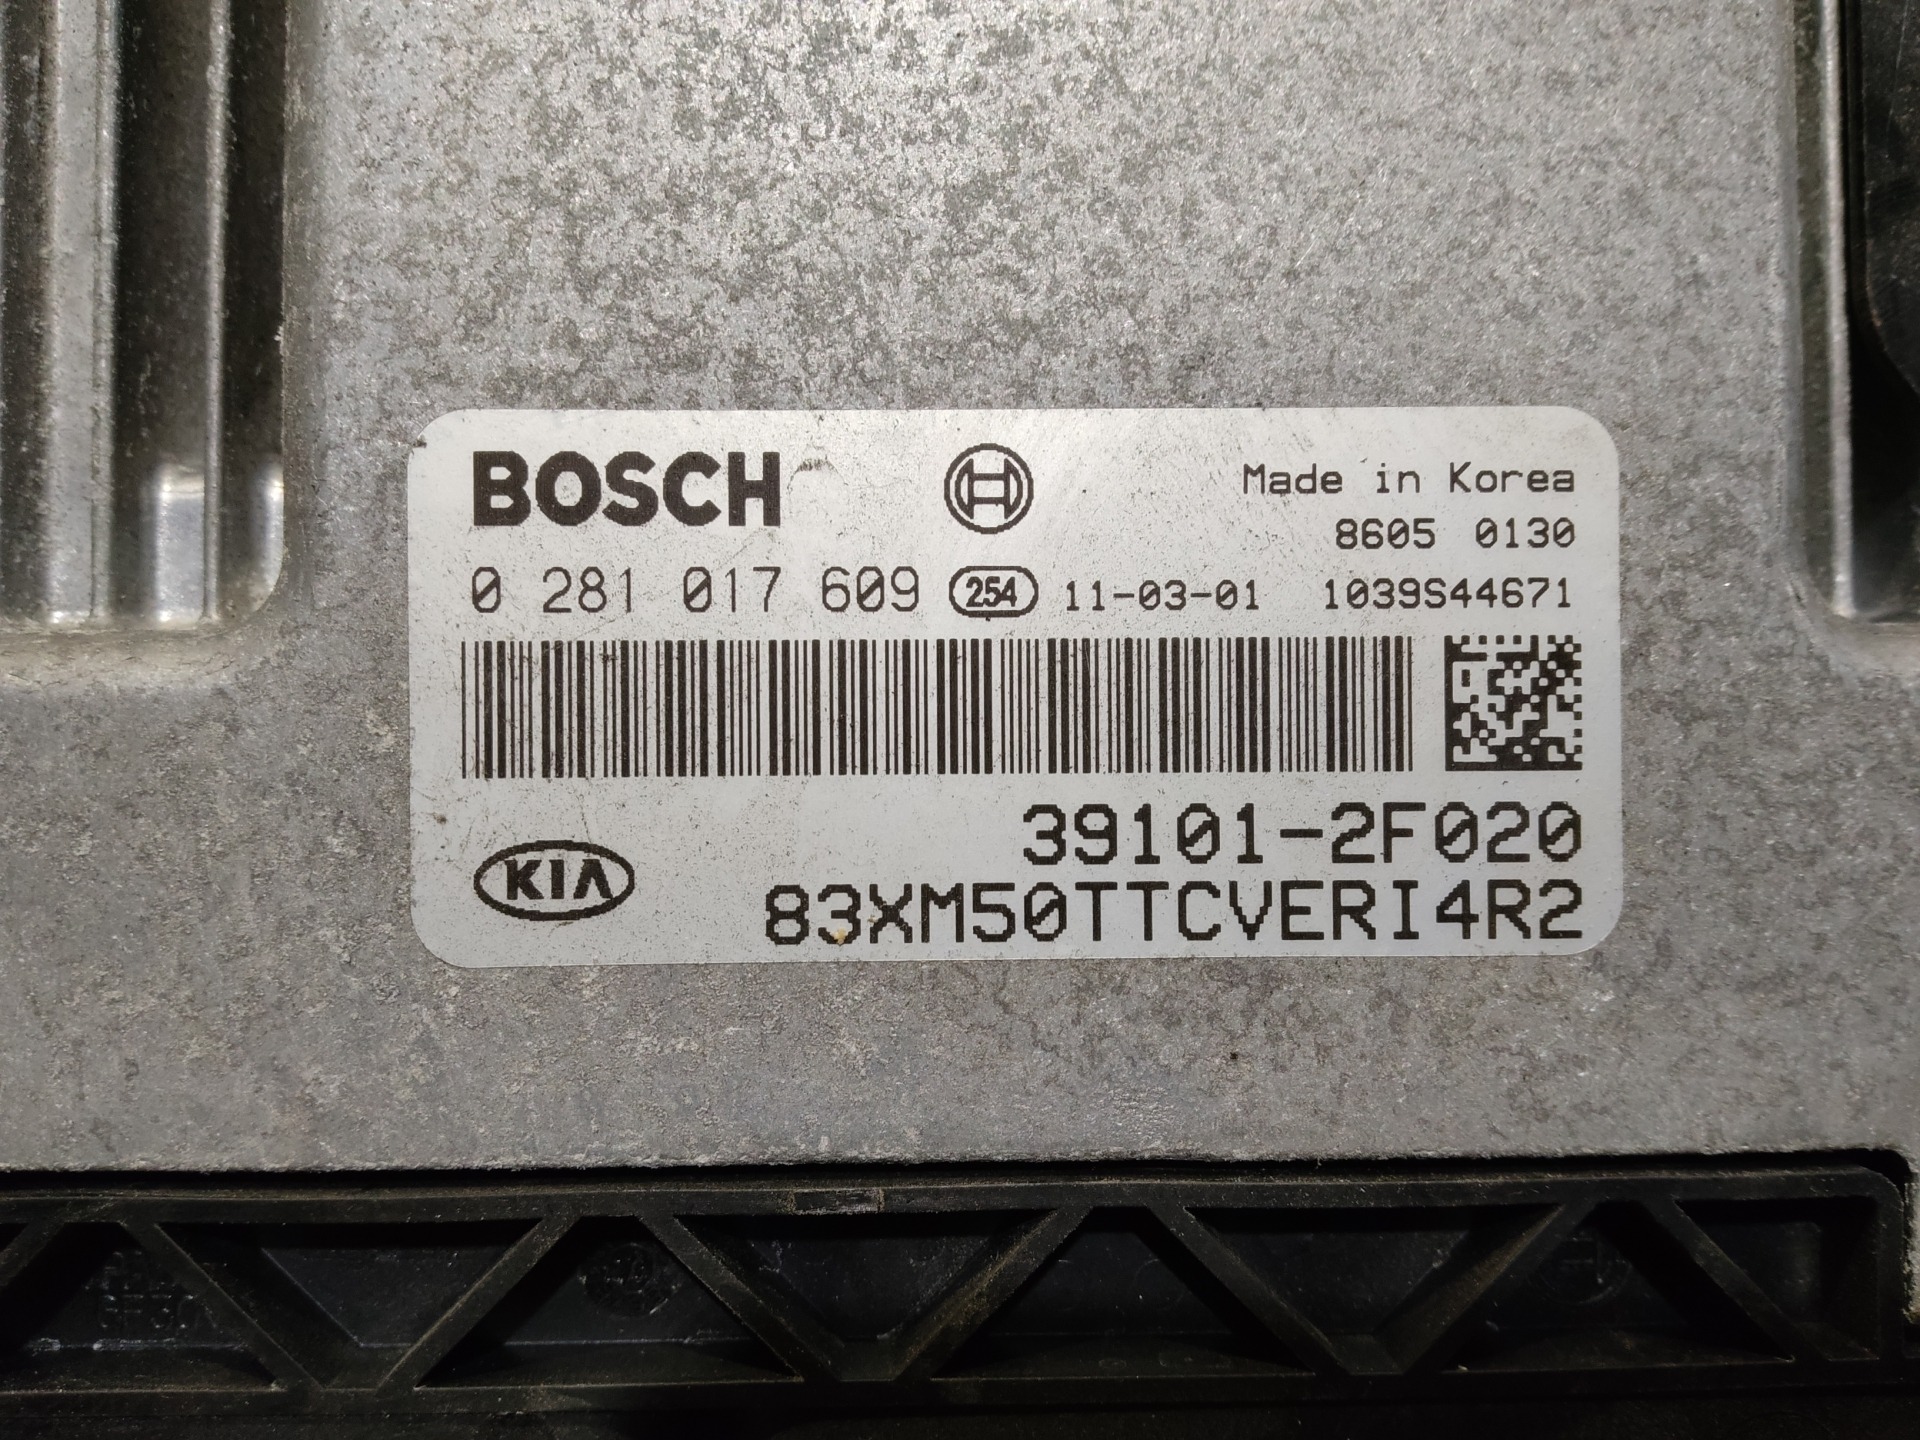 BOSCH
Made in Korea
8605 0130
0 281 017 609 254 11-03-01 1039S44671
39101-2F020
KIA
83XM50TTCVERI4R2